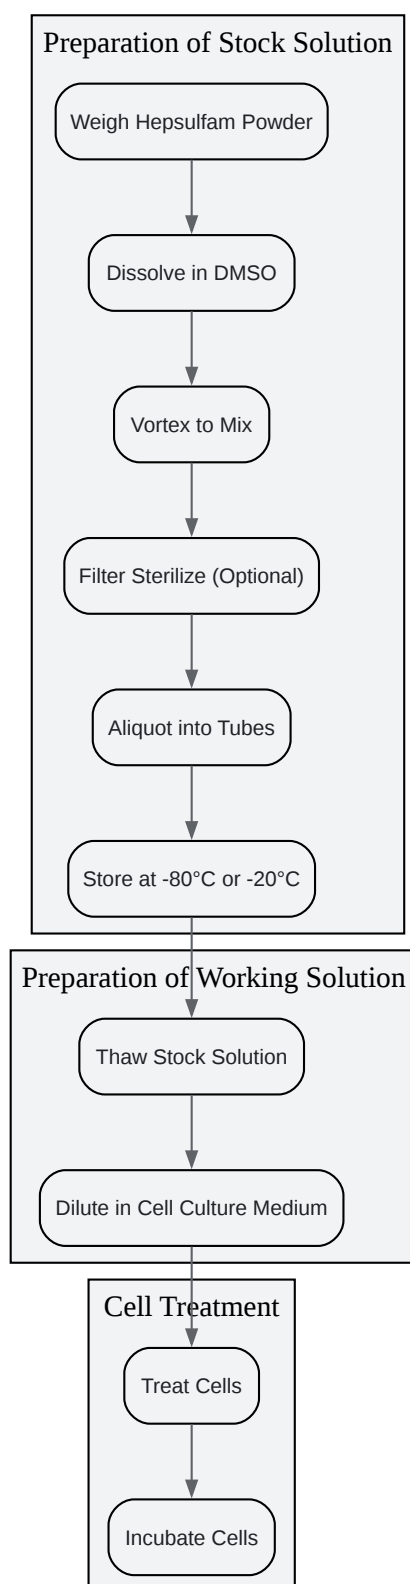 Preparation of Stock Solution
Weigh Hepsulfam Powder
Dissolve in DMSO
Vortex to Mix
Filter Sterilize (Optional)
Aliquot into Tubes
Store at -80°C or -20°C
Preparation of Working Solution
Thaw Stock Solution
Dilute in Cell Culture Medium
Cell Treatment
Treat Cells
Incubate Cells